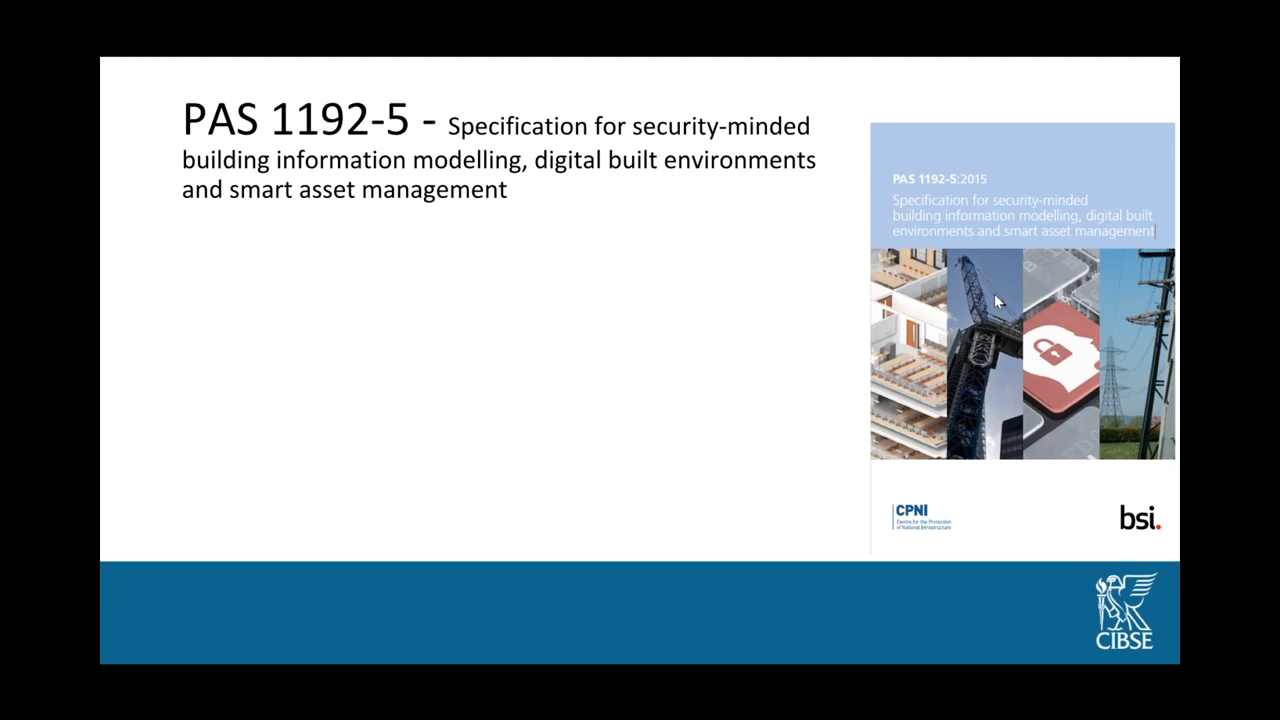 PAS 1192-5 - Specification for security-minded
building information modelling, digital built environments
and smart asset management
PAS 1192-5:2015
Specification for security-minded
building information modelling, digital built
environments and smart asset management
CPNI
Centre for the Protection
of National Infrastructure
bsi.
CIBSE